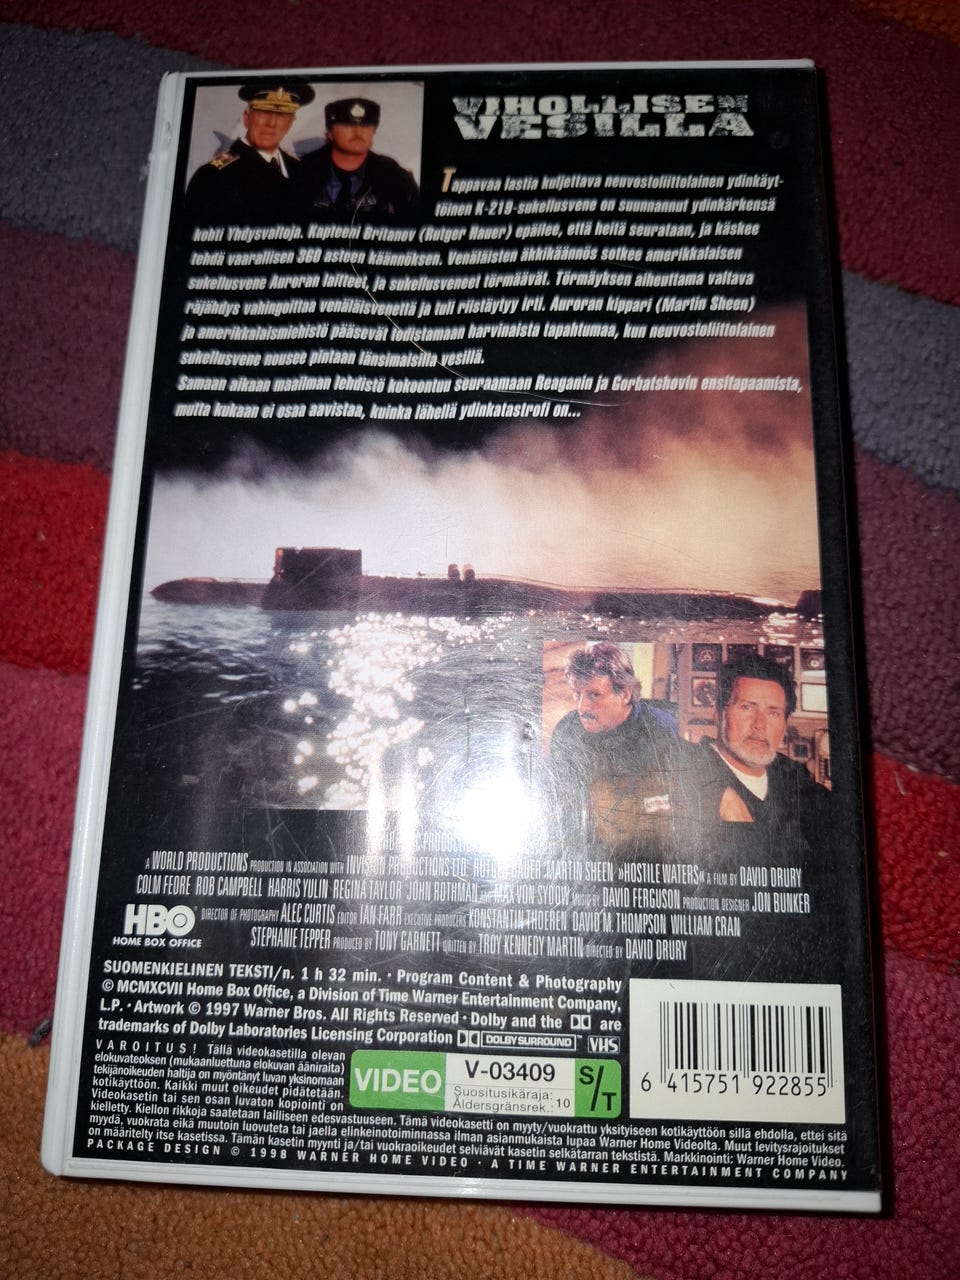 VIHOLLISEN
VESILLÄ
Tappavaa lastia kuljettava neuvostoliittolainen ydinkäyt-
töinen K-219-sukellusvene on suunnannut ydinkärkensä
kohti Yhdysvaltoja. Kapteeni Britanov (Rutger Hauer) epäilee, että heitä seurataan, ja käskee
tehdä vaarallisen 360 asteen käännöksen. Venäläisten äkkikäännös sotkee amerikkalaisen
sukellusvene Auroran laitteet, ja sukellusveneet törmäävät. Törmäyksen aiheuttama valtava
räjähdys vahingoittaa venäläisvenettä ja tuli riistäytyy irti. Auroran kippari (Martin Sheen)
ja amerikkalaismiehistö pääsevät todistamaan harvinaista tapahtumaa, kun neuvostoliittolainen
sukellusvene nousee pintaan länsimaisilla vesillä.
Samaan aikaan maailman lehdistö kokoontuu seuraamaan Reaganin ja Gorbatshovin ensitapaamista,
mutta kukaan ei osaa aavistaa, kuinka lähellä ydinkatastrofi on...
A WORLD PRODUCTIONS PRODUCTION IN ASSOCIATION WITH INVISION PRODUCTIONS LTD. RUTGER HAUER MARTIN SHEEN »HOSTILE WATERS« A FILM BY DAVID DRURY
COLM FEORE ROB CAMPBELL HARRIS YULIN REGINA TAYLOR JOHN ROTHMAN AND MAX VON SYDOW MUSIC BY DAVID FERGUSON PRODUCTION DESIGNER JON BUNKER
HBO
HOME BOX OFFICE
DIRECTOR OF PHOTOGRAPHY ALEC CURTIS EDITOR IAN FARR EXECUTIVE PRODUCERS KONSTANTIN THOEREN DAVID M. THOMPSON WILLIAM CRAN
STEPHANIE TEPPER PRODUCED BY TONY GARNETT WRITTEN BY TROY KENNEDY MARTIN DIRECTED BY DAVID DRURY
SUOMENKIELINEN TEKSTI/n. 1 h 32 min. • Program Content & Photography
© MCMXCVII Home Box Office, a Division of Time Warner Entertainment Company,
L.P. • Artwork © 1997 Warner Bros. All Rights Reserved • Dolby and the DD are
trademarks of Dolby Laboratories Licensing Corporation DOLBY SURROUND™ VHS
VAROITUS! Tällä videokasetilla olevan
elokuvateoksen (mukaanluettuna elokuvan ääniraita)
tekijänoikeuden haltija on myöntänyt luvan yksinomaan
kotikäyttöön. Kaikki muut oikeudet pidätetään.
Videokasetin tai sen osan luvaton kopiointi on
kielletty. Kiellon rikkoja saatetaan lailliseen edesvastuuseen. Tämä videokasetti on myyty/vuokrattu yksityiseen kotikäyttöön sillä ehdolla, ettei sitä
myydä, vuokrata eikä muutoin luovuteta tai jaella elinkeinotoiminnassa ilman asianmukaista lupaa Warner Home Videolta. Muut levitysrajoitukset
on määritelty itse kasetissa. Tämän kasetin myynti ja/tai vuokraoikeudet selviävät kasetin selkätarran tekstistä. Markkinointi: Warner Home Video.
PACKAGE DESIGN © 1998 WARNER HOME VIDEO • A TIME WARNER ENTERTAINMENT COMPANY
VIDEO
V-03409
Suositusikäraja:
Åldersgränsrek.: 10
S/T
6 415751 922855